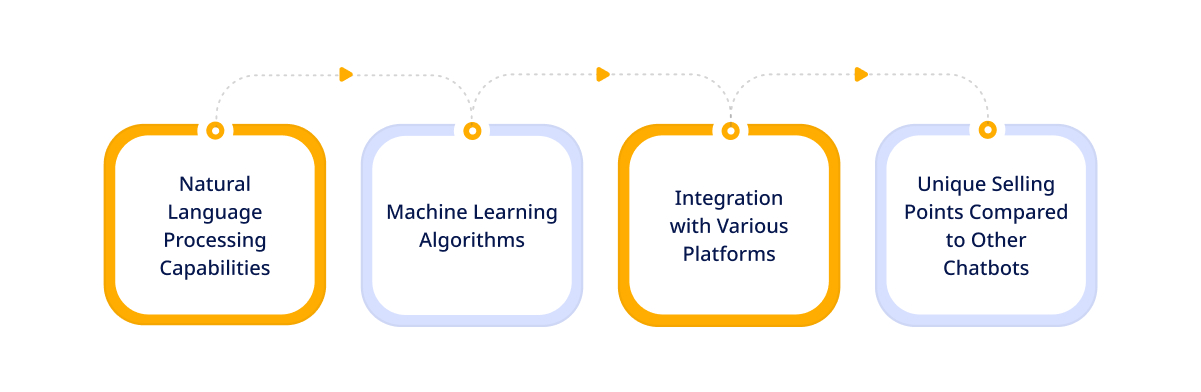 Natural
Language
Processing
Capabilities
Machine Learning
Algorithms
Integration
with Various
Platforms
Unique Selling
Points Compared
to Other
Chatbots